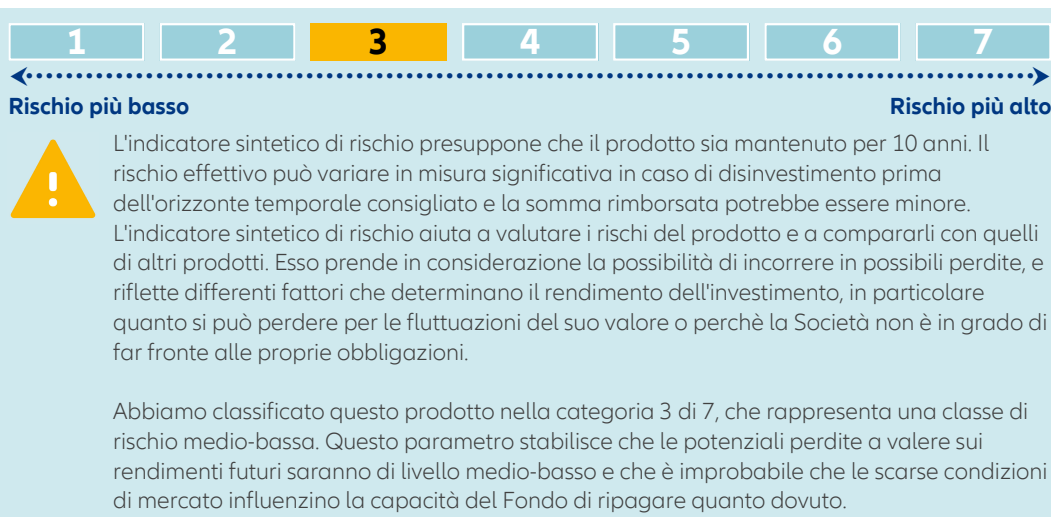 1 2 3 4 5 6 7
Rischio più basso Rischio più alto
L'indicatore sintetico di rischio presuppone che il prodotto sia mantenuto per 10 anni. Il
rischio effettivo può variare in misura significativa in caso di disinvestimento prima
dell'orizzonte temporale consigliato e la somma rimborsata potrebbe essere minore.
L'indicatore sintetico di rischio aiuta a valutare i rischi del prodotto e a compararli con quelli
di altri prodotti. Esso prende in considerazione la possibilità di incorrere in possibili perdite, e
riflette differenti fattori che determinano il rendimento dell'investimento, in particolare
quanto si può perdere per le fluttuazioni del suo valore o perchè la Società non è in grado di
far fronte alle proprie obbligazioni.
Abbiamo classificato questo prodotto nella categoria 3 di 7, che rappresenta una classe di
rischio medio-bassa. Questo parametro stabilisce che le potenziali perdite a valere sui
rendimenti futuri saranno di livello medio-basso e che è improbabile che le scarse condizioni
di mercato influenzino la capacità del Fondo di ripagare quanto dovuto.